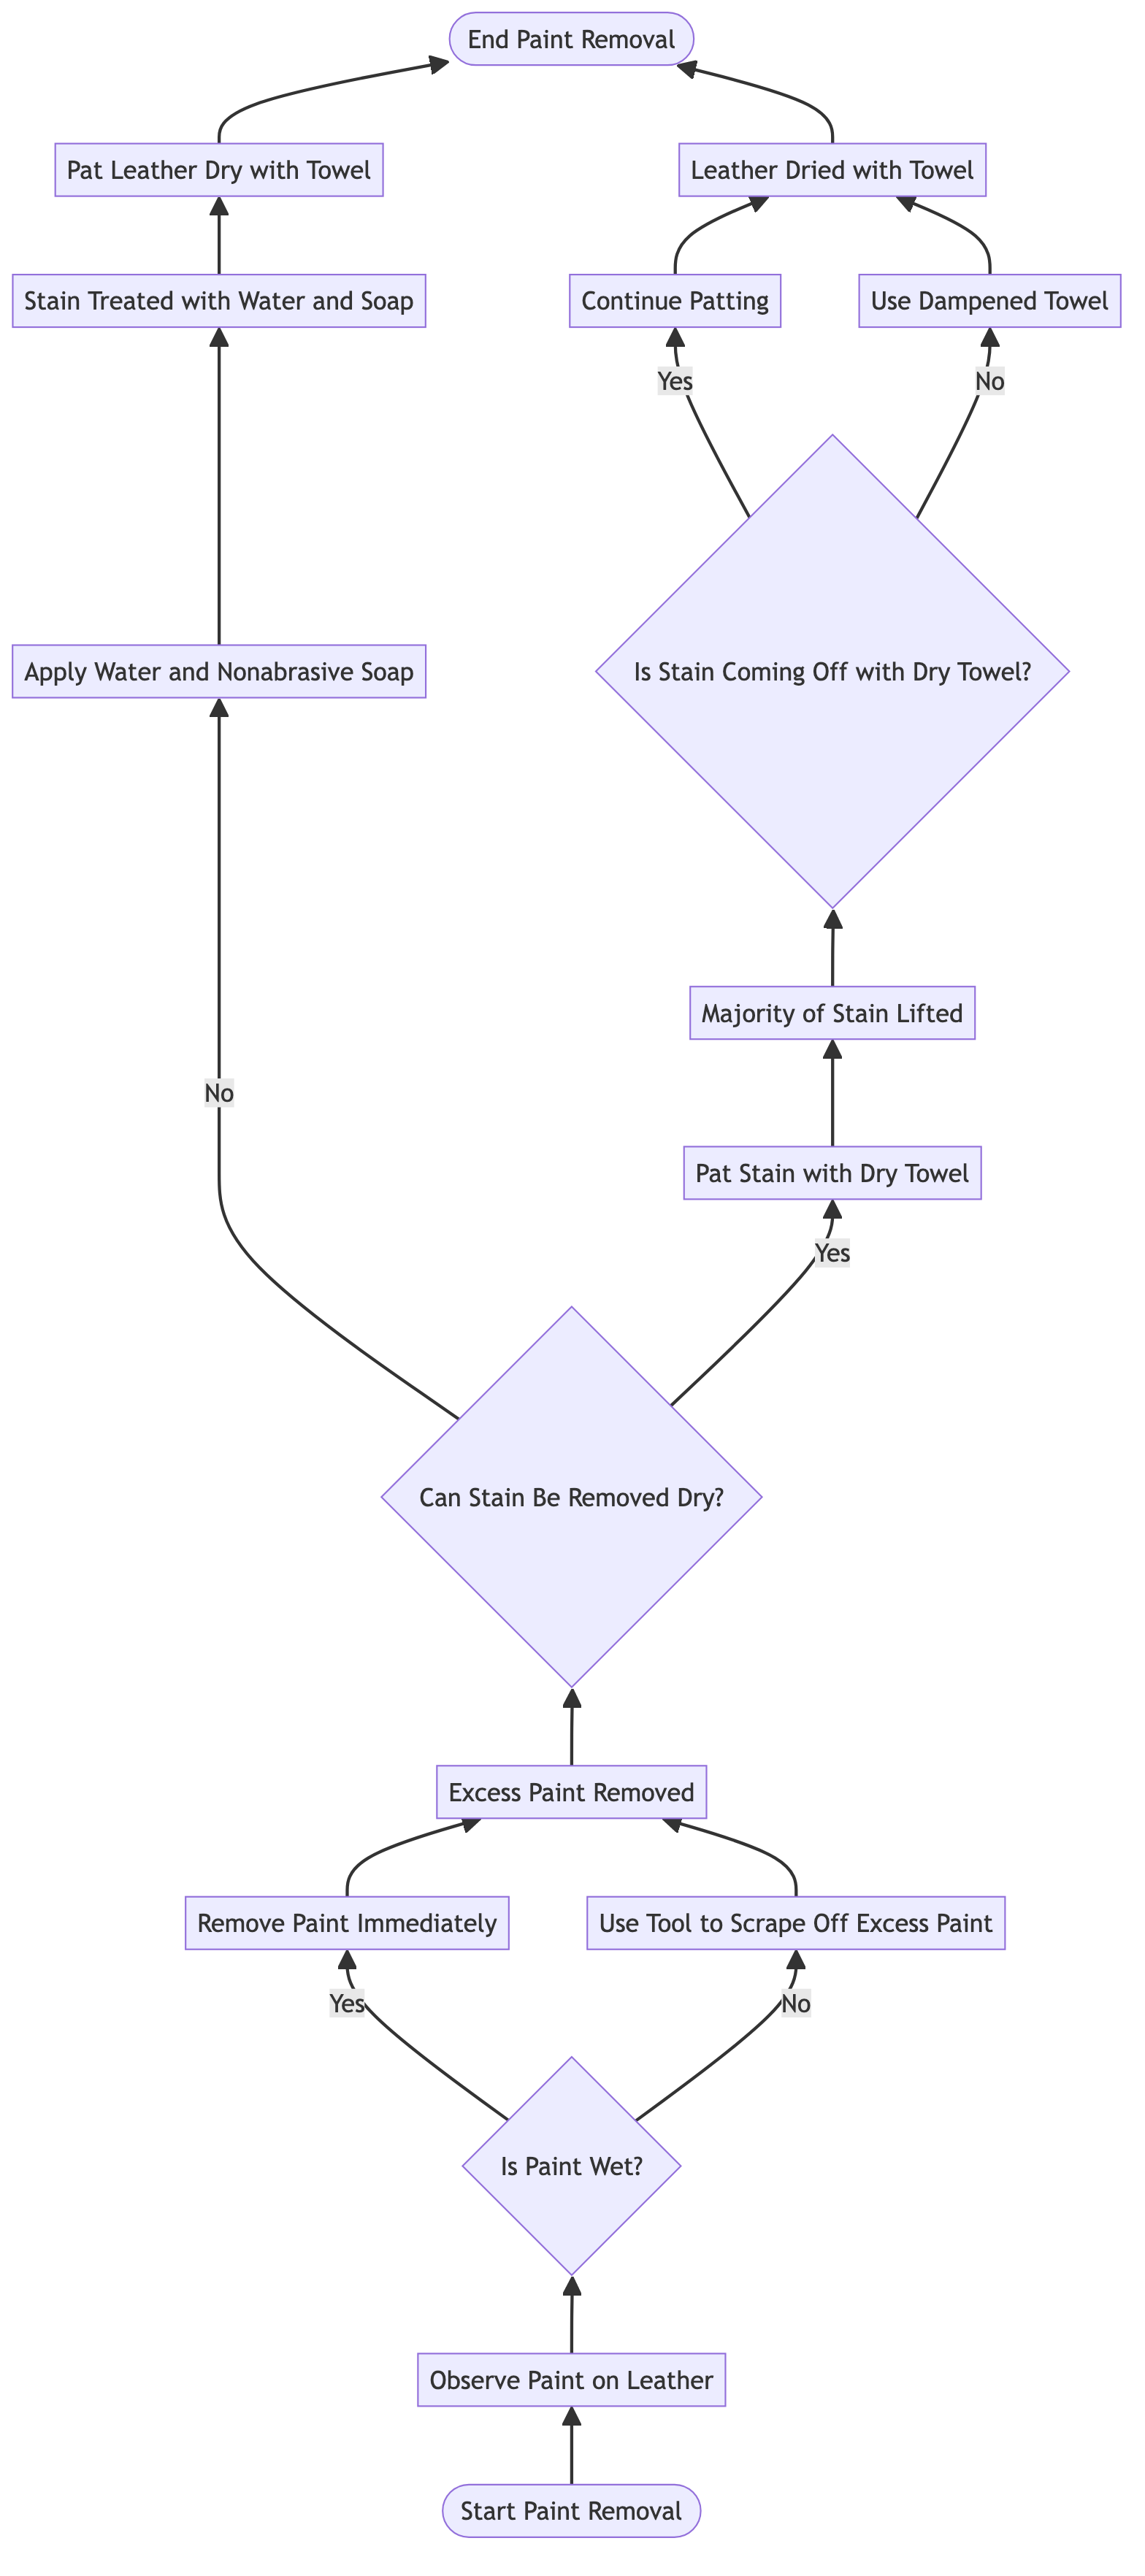 End Paint Removal
Pat Leather Dry with Towel
Leather Dried with Towel
Stain Treated with Water and Soap
Continue Patting
Use Dampened Towel
Yes
No
Apply Water and Nonabrasive Soap
Is Stain Coming Off with Dry Towel?
Majority of Stain Lifted
No
Pat Stain with Dry Towel
Yes
Can Stain Be Removed Dry?
Excess Paint Removed
Remove Paint Immediately
Use Tool to Scrape Off Excess Paint
Yes
No
Is Paint Wet?
Observe Paint on Leather
Start Paint Removal